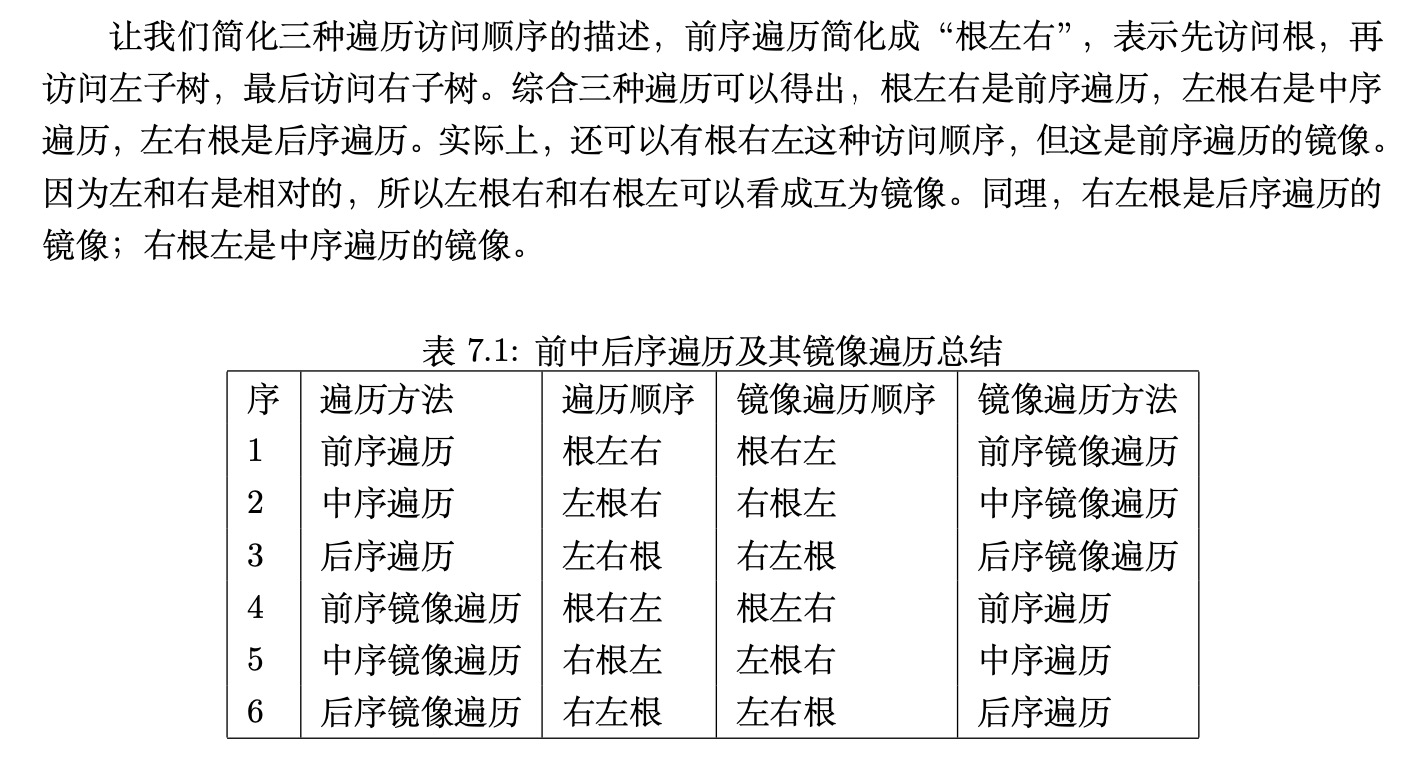 让我们简化三种遍历访问顺序的描述，前序遍历简化成“根左右”，表示先访问根，再
访问左子树，最后访问右子树。综合三种遍历可以得出，根左右是前序遍历，左根右是中序
遍历，左右根是后序遍历。实际上，还可以有根右左这种访问顺序，但这是前序遍历的镜像。
因为左和右是相对的，所以左根右和右根左可以看成互为镜像。同理，右左根是后序遍历的
镜像；右根左是中序遍历的镜像。
表 7.1: 前中后序遍历及其镜像遍历总结
序 遍历方法 遍历顺序 镜像遍历顺序 镜像遍历方法
1 前序遍历 根左右 根右左 前序镜像遍历
2 中序遍历 左根右 右根左 中序镜像遍历
3 后序遍历 左右根 右左根 后序镜像遍历
4 前序镜像遍历 根右左 根左右 前序遍历
5 中序镜像遍历 右根左 左根右 中序遍历
6 后序镜像遍历 右左根 左右根 后序遍历